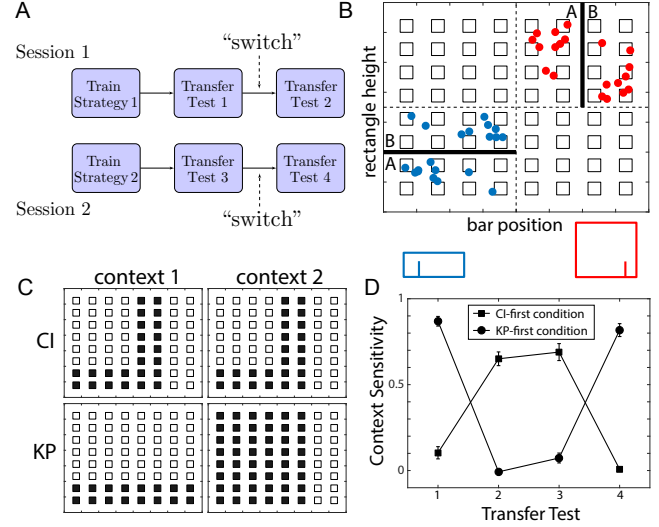 A
Session 1
"switch"
Train
Strategy 1
Transfer
Test 1
Transfer
Test 2
Train
Strategy 2
Transfer
Test 3
Transfer
Test 4
Session 2
"switch"
B
A
B
rectangle height
B
A
bar position
C
context 1
context 2
CI
KP
D
1
0.5
0
Context Sensitivity
CI-first condition
KP-first condition
1
2
3
4
Transfer Test